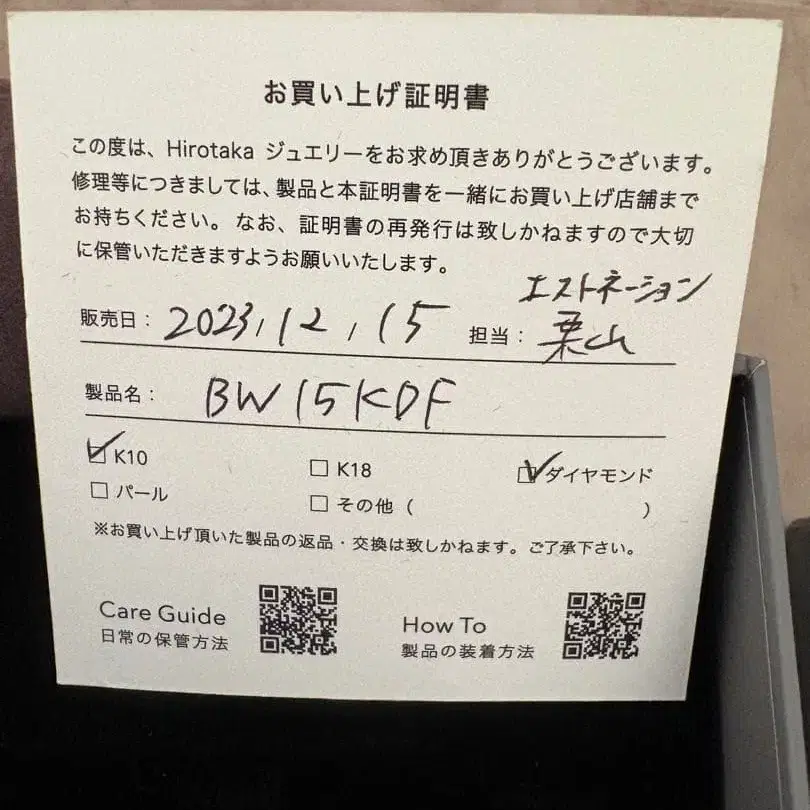 お買い上げ証明書
この度は、Hirotaka ジュエリーをお求め頂きありがとうございます。
修理等につきましては、製品と本証明書を一緒にお買い上げ店舗まで
お持ちください。なお、証明書の再発行は致しかねますので大切
に保管いただきますようお願いいたします。
エストネーション
販売日： 2023, 12, 15 担当： 栗山
製品名： BW15KDF
K10 K18 ダイヤモンド
パール その他（ ）
※お買い上げ頂いた製品の返品・交換は致しかねます。ご了承下さい。
Care Guide How To
日常の保管方法 製品の装着方法